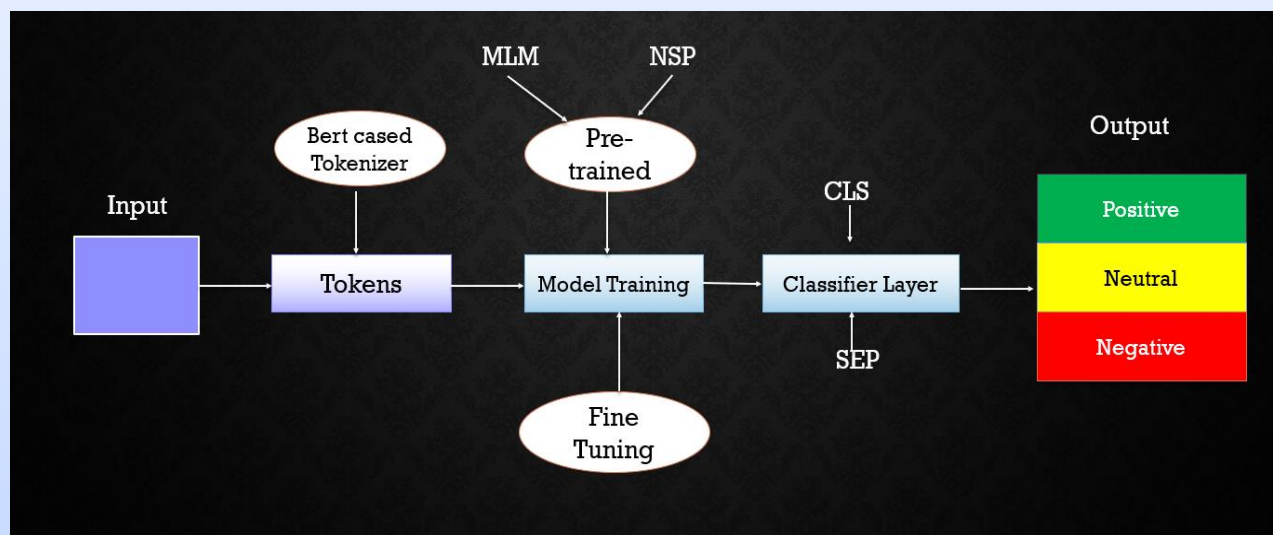 MLM
NSP
Bert cased
Tokenizer
Pre-
trained
Output
Input
CLS
Positive
Tokens
Model Training
Classifier Layer
Neutral
Negative
SEP
Fine
Tuning